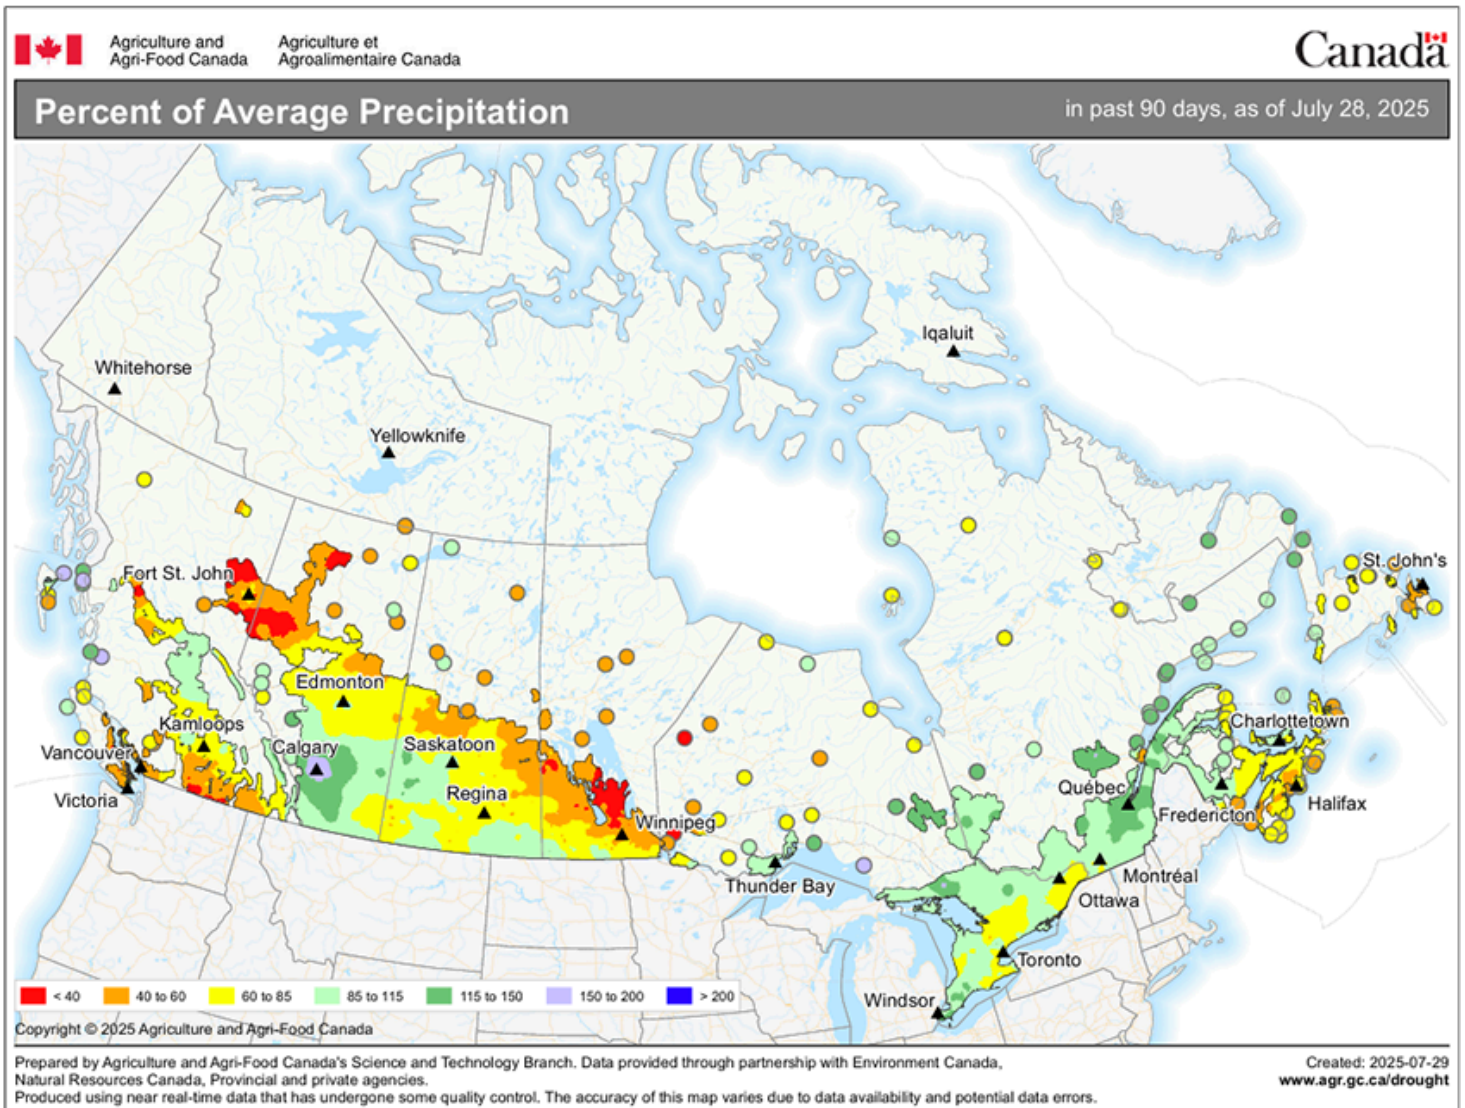 Agriculture and
Agri-Food Canada
Agriculture et
Agroalimentaire Canada
Canada
Percent of Average Precipitation
in past 90 days, as of July 28, 2025
Iqaluit
Whitehorse
Yellowknife
St. John's
Fort St. John
Edmonton
Charlottetown
Kamloops
Calgary
Saskatoon
Vancouver
Québec
Regina
Victoria
Halifax
Fredericton
Winnipeg
Montréal
Thunder Bay
Ottawa
Toronto
Windsor
< 40
40 to 60
60 to 85
85 to 115
115 to 150
150 to 200
> 200
Copyright © 2025 Agriculture and Agri-Food Canada
Prepared by Agriculture and Agri-Food Canada's Science and Technology Branch. Data provided through partnership with Environment Canada,
Natural Resources Canada, Provincial and private agencies.
Produced using near real-time data that has undergone some quality control. The accuracy of this map varies due to data availability and potential data errors.
Created: 2025-07-29
www.agr.gc.ca/drought